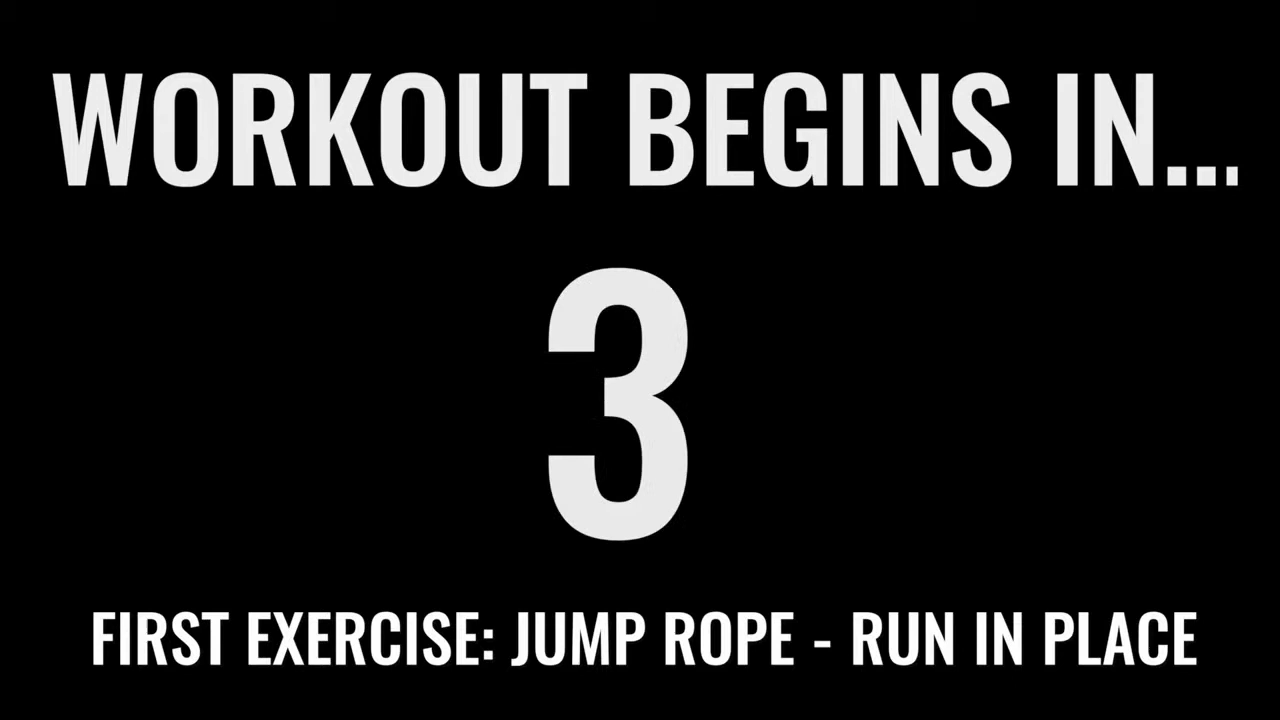 WORKOUT BEGINS IN...
3
FIRST EXERCISE: JUMP ROPE - RUN IN PLACE